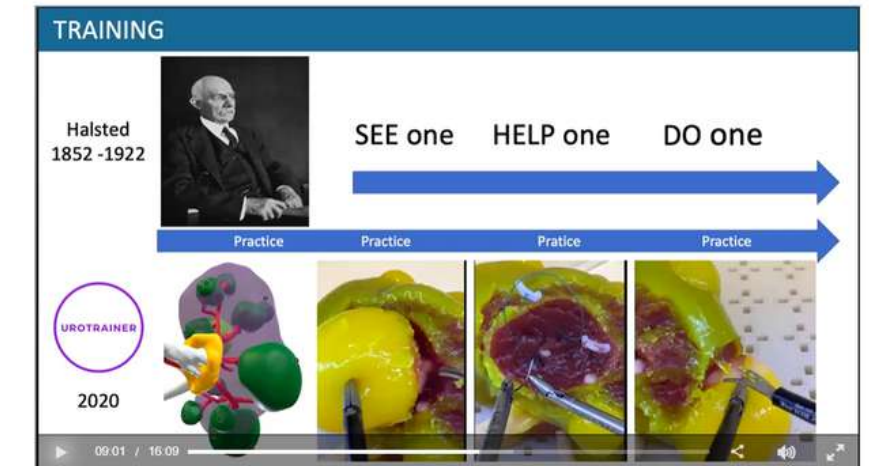 TRAINING
Halsted
1852 -1922
SEE one HELP one DO one
Practice Practice Pratice Practice
UROTRAINER
2020
09:01 / 16:09